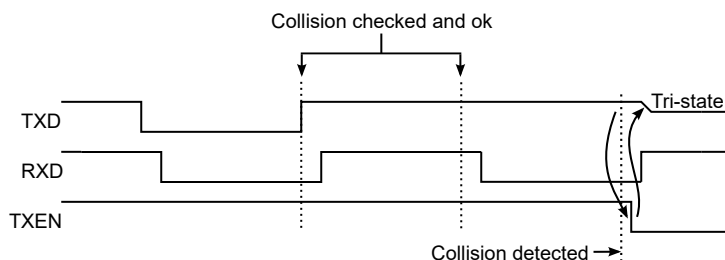 Collision checked and ok
Tri-state
TXD
RXD
TXEN
Collision detected